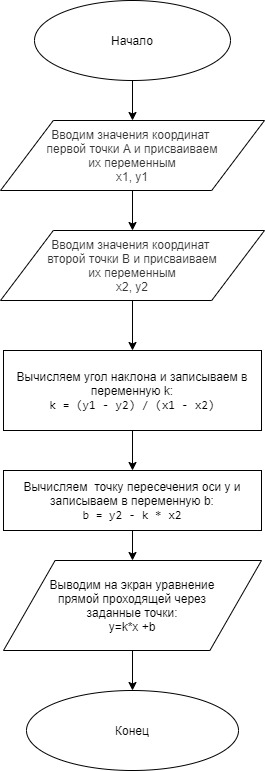 Начало
Вводим значения координат
первой точки A и присваиваем
их переменным
x1, y1
Вводим значения координат
второй точки B и присваиваем
их переменным
x2, y2
Вычисляем угол наклона и записываем в
переменную k:
k = (y1 - y2) / (x1 - x2)
Вычисляем точку пересечения оси y и
записываем в переменную b:
b = y2 - k * x2
Выводим на экран уравнение
прямой проходящей через
заданные точки:
y=k*x +b
Конец